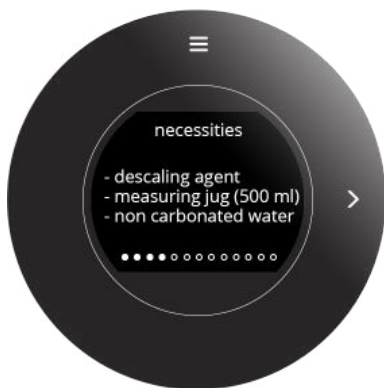 necessities
- descaling agent
- measuring jug (500 ml)
- non carbonated water